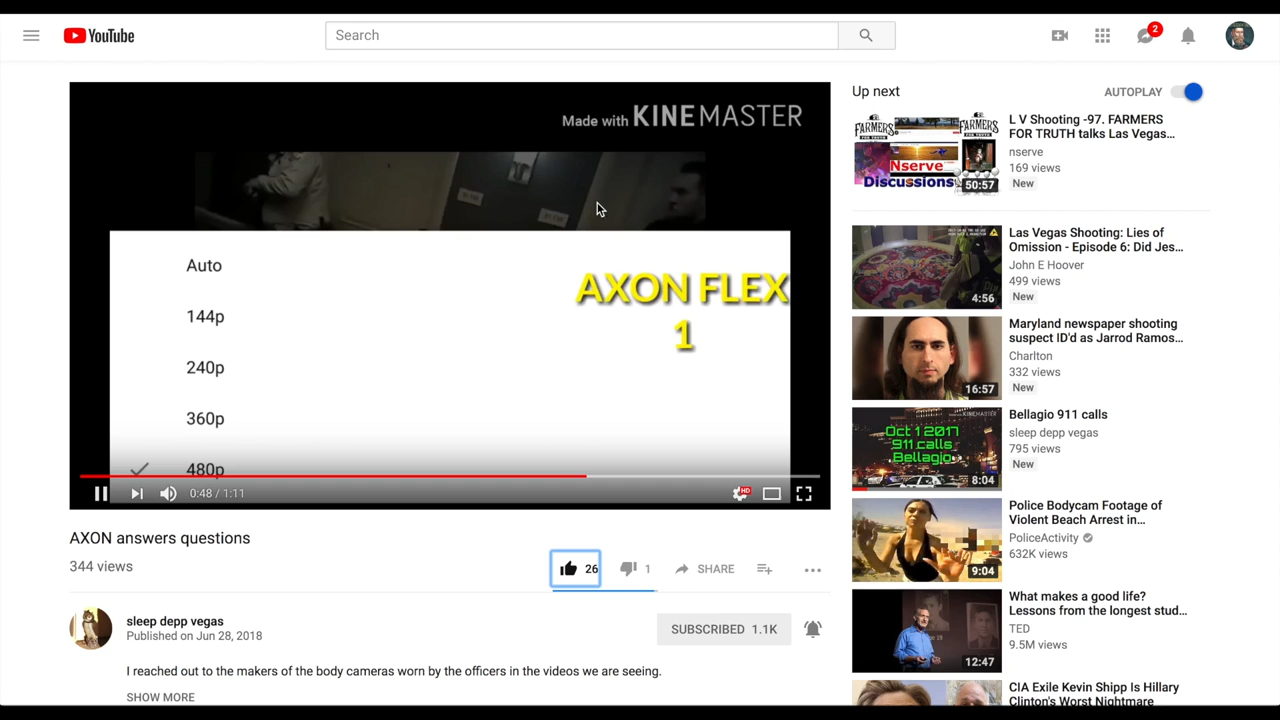 YouTube
Search
2
Made with KINEMASTER
Auto
144p
240p
360p
480p
AXON FLEX
1
0:48 / 1:11
HD
AXON answers questions
344 views
26
1
SHARE
sleep depp vegas
Published on Jun 28, 2018
SUBSCRIBED 1.1K
I reached out to the makers of the body cameras worn by the officers in the videos we are seeing.
SHOW MORE
Up next
AUTOPLAY
FARMERS
FARMERS
Nserve
Discussions
50:57
L V Shooting -97. FARMERS
FOR TRUTH talks Las Vegas…
nserve
169 views
New
4:56
Las Vegas Shooting: Lies of
Omission - Episode 6: Did Jes…
John E Hoover
499 views
New
16:57
Maryland newspaper shooting
suspect ID'd as Jarrod Ramos…
Charlton
332 views
New
Oct 1 2017
911 calls
Bellagio
8:04
Bellagio 911 calls
sleep depp vegas
795 views
New
9:04
Police Bodycam Footage of
Violent Beach Arrest in…
PoliceActivity
632K views
12:47
What makes a good life?
Lessons from the longest stud…
TED
9.5M views
CIA Exile Kevin Shipp Is Hillary
Clinton's Worst Nightmare